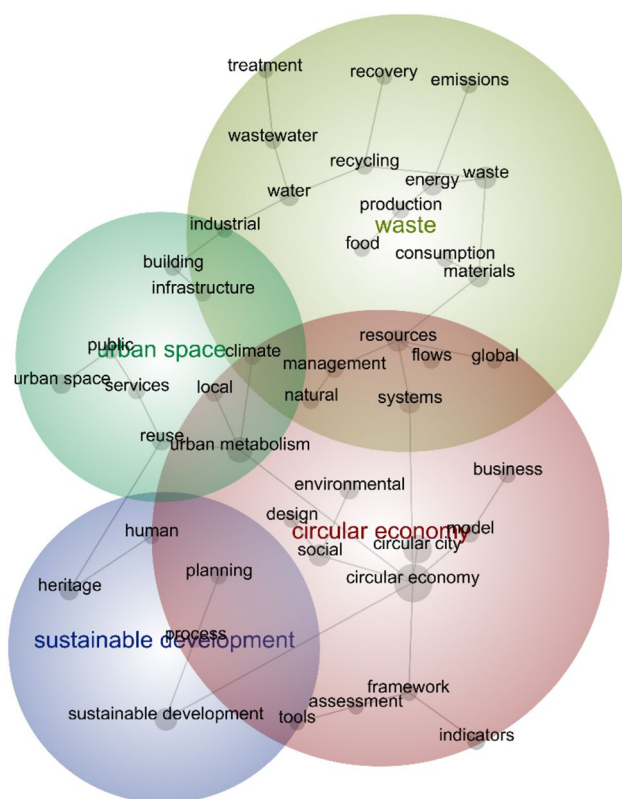 treatment
recovery
emissions
wastewater
recycling
waste
energy
water
production
industrial
waste
food
consumption
building
materials
infrastructure
resources
public
urban space
climate
management
flows
global
urban space
services
local
natural
systems
reuse
urban metabolism
business
environmental
design
human
circular economy
model
social
circular city
planning
circular economy
heritage
process
sustainable development
framework
assessment
sustainable development
tools
indicators